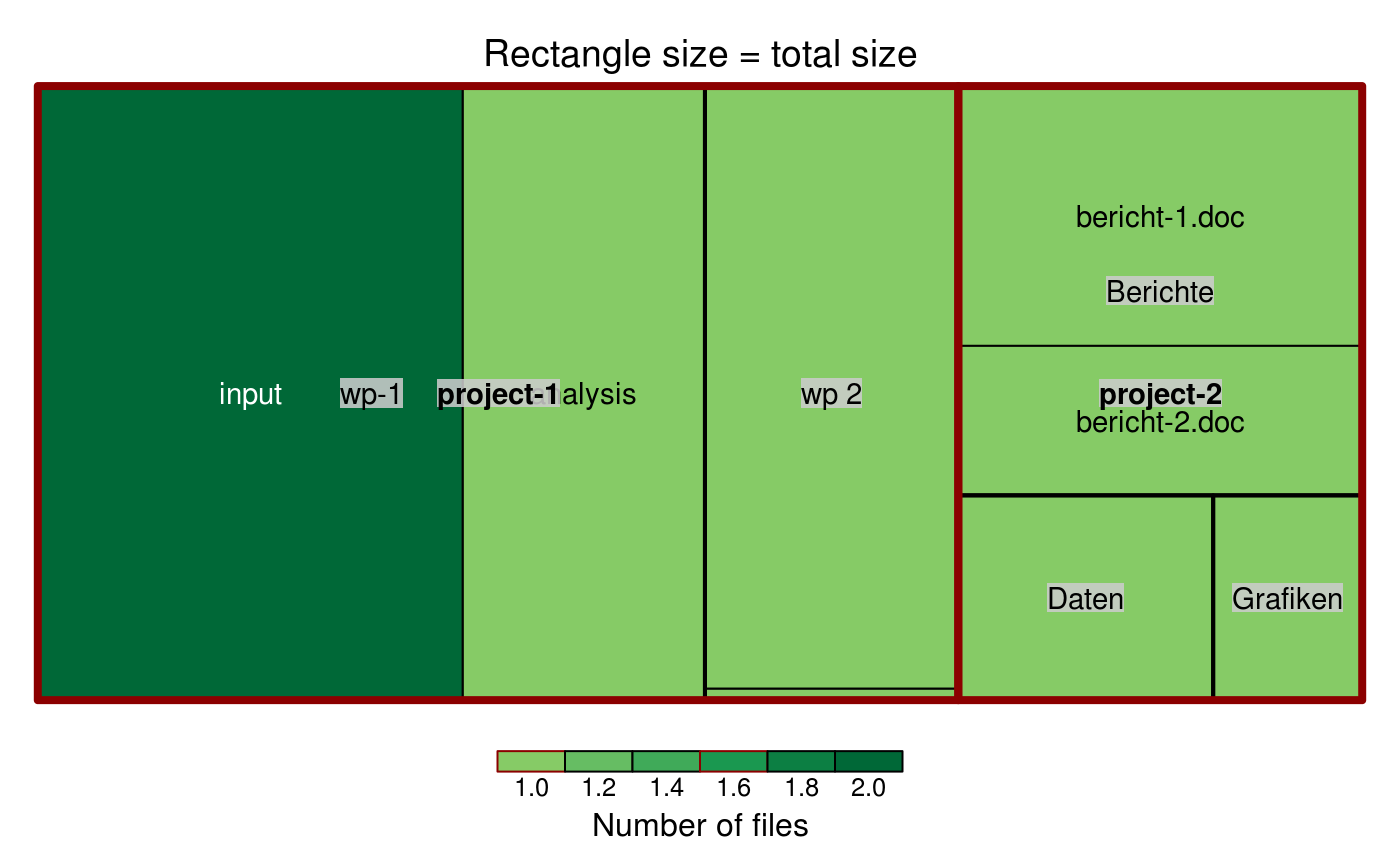 Rectangle size = total size
bericht-1.doc
Berichte
input wp-1 project-1 analysis wp 2 project-2
bericht-2.doc
Daten Grafiken
1.0 1.2 1.4 1.6 1.8 2.0
Number of files